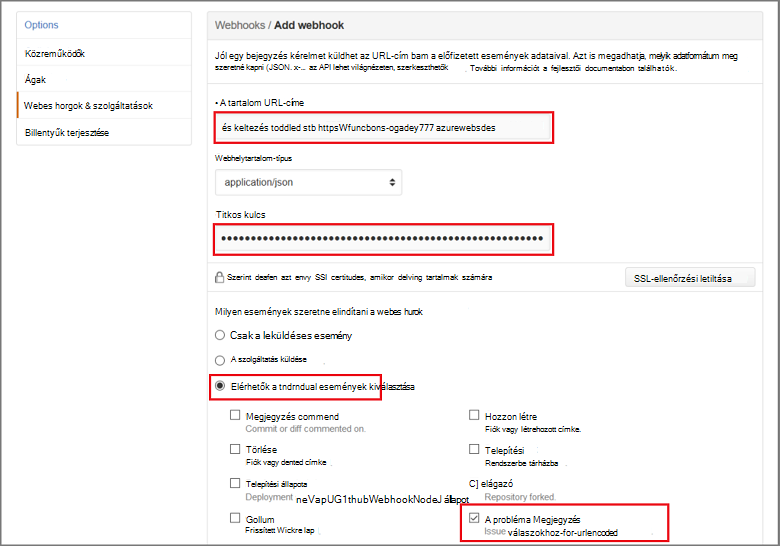 Options
Közreműködők
Ágak
Webes horgok & szolgáltatások
Billentyűk terjesztése
Webhooks / Add webhook
Jól egy bejegyzés kérelmet küldhet az URL-cím bam a előfizetett események adataival. Azt is megadhatja, melyik adatformátum meg
szeretné kapni (JSON. x-... az API lehet világnézeten, szerkeszthetők . További információt a fejlesztői documentabon találhatók.
• A tartalom URL-címe
és keltezés toddled stb httpsWfuncbons-ogadey777 azurewebsdes
Webhelytartalom-típus
application/json
Titkos kulcs
Szerint deafen azt envy SSI certitudes, amikor delving tartalmak számára
SSL-ellenőrzési letiltása
Milyen események szeretne elindítani a webes hurok
Csak a leküldéses esemény
A szolgáltatás küldése
Elérhetők a tndrndual események kiválasztása
Megjegyzés commend
Commit or diff commented on.
Hozzon létre
Fiók vagy létrehozott címke.
Törlése
Fiók vagy dented címke
Telepítési
Rendszerbe tárházba
Telepítési állapota
Deployment neVapUG1thubWebhookNodeJ állapot
C] elágazó
Repository forked.
Gollum
Frissített Wickre lap
A probléma Megjegyzés
Issue válaszokhoz-for-urlencoded